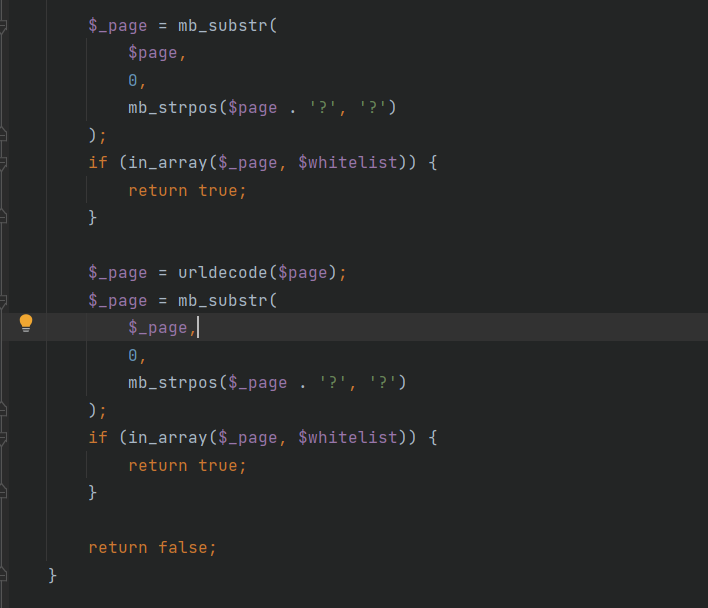 $_page = mb_substr(
$page,
0,
mb_strpos($page . '?', '?')
);
if (in_array($_page, $whitelist)) {
return true;
}
$_page = urldecode($page);
$_page = mb_substr(
$_page,
0,
mb_strpos($_page . '?', '?')
);
if (in_array($_page, $whitelist)) {
return true;
}
return false;
}